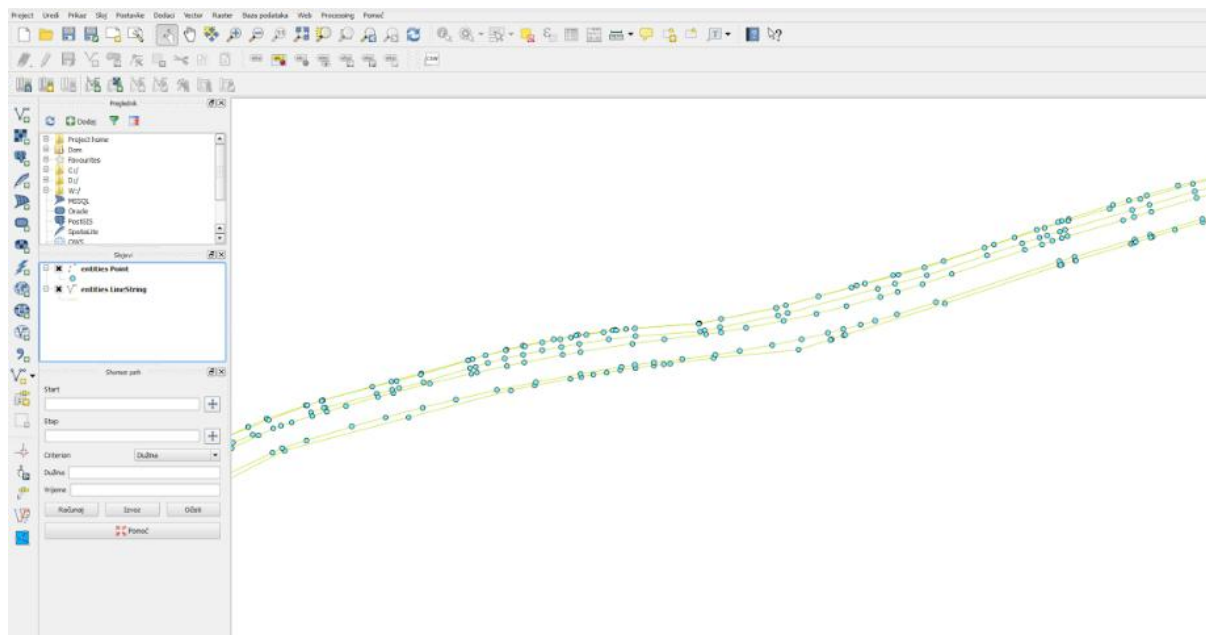 Project Uredi Prikaz Sloj Postavke Dodaci Vector Raster Baza podataka Web Processing Pomoć
CSW
Preglednik
Dodaj
Project home
Dom
Favourites
C:/
D:/
W:/
MSSQL
Oracle
PostGIS
SpatiaLite
OWS
Slojevi
entities Point
entities LineString
Shortest path
Start
Stop
Criterion Dužina
Dužina
Vrijeme
Računaj Izvoz Očisti
Pomoć